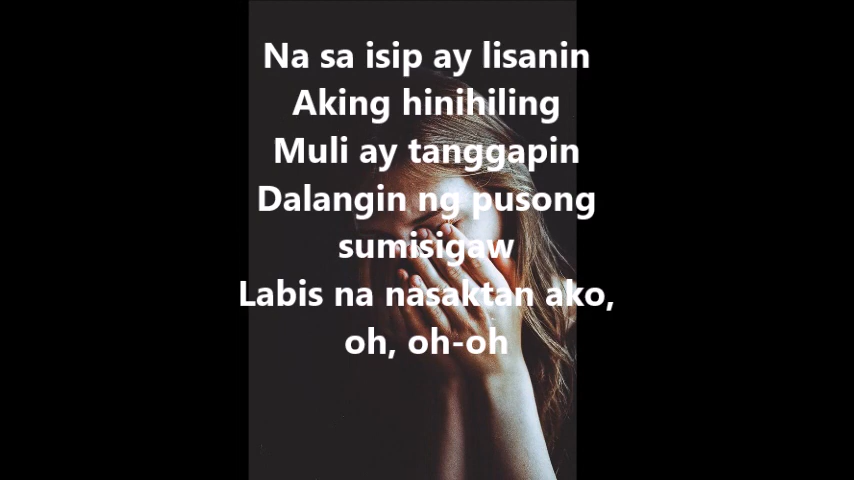 Na sa isip ay lisanin
Aking hinihiling
Muli ay tanggapin
Dalangin ng pusong
sumisigaw
Labis na nasaktan ako,
oh, oh-oh